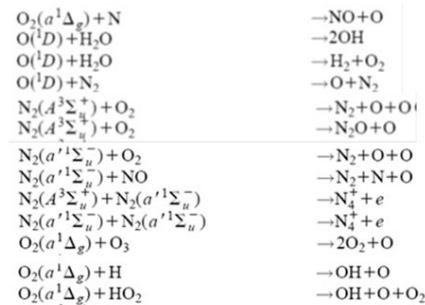 O₂(a¹Δg)+N →NO+O
O(¹D)+H₂O →2OH
O(¹D)+H₂O →H₂+O₂
O(¹D)+N₂ →O+N₂
N₂(A³Σu⁺)+O₂ →N₂+O+O
N₂(A³Σu⁺)+O₂ →N₂O+O
N₂(a′¹Σu⁻)+O₂ →N₂+O+O
N₂(a′¹Σu⁻)+NO →N₂+N+O
N₂(A³Σu⁺)+N₂(a′¹Σu⁻) →N₄⁺+e
N₂(a′¹Σu⁻)+N₂(a′¹Σu⁻) →N₄⁺+e
O₂(a¹Δg)+O₃ →2O₂+O
O₂(a¹Δg)+H →OH+O
O₂(a¹Δg)+HO₂ →OH+O+O₂